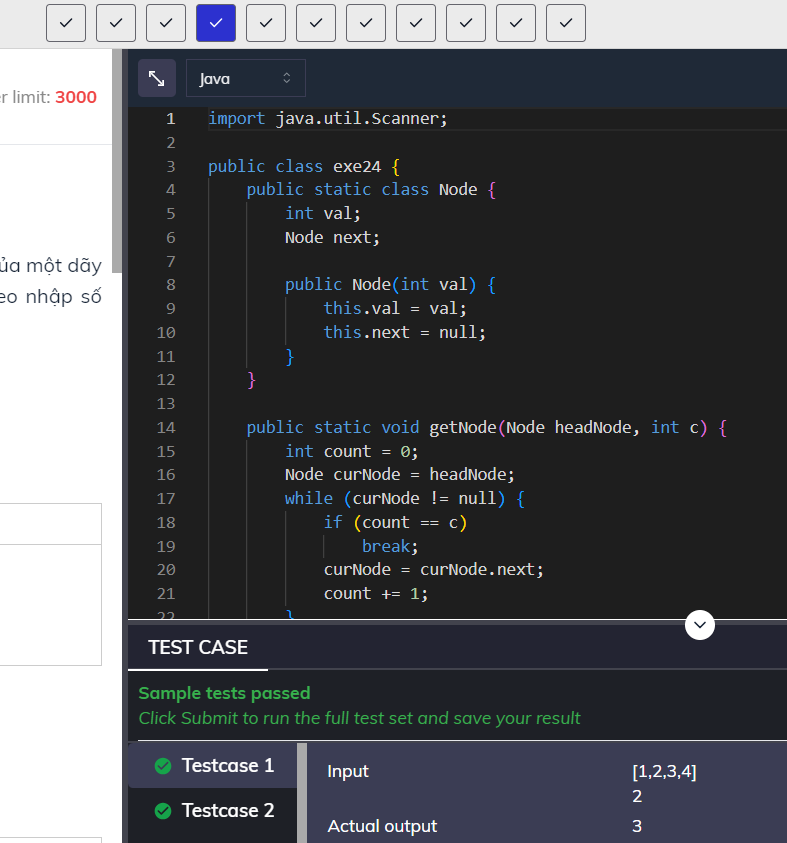 r limit: 3000
ủa một dãy
eo nhập số
Java
1 import java.util.Scanner;
2
3 public class exe24 {
4 public static class Node {
5 int val;
6 Node next;
7
8 public Node(int val) {
9 this.val = val;
10 this.next = null;
11 }
12 }
13
14 public static void getNode(Node headNode, int c) {
15 int count = 0;
16 Node curNode = headNode;
17 while (curNode != null) {
18 if (count == c)
19 break;
20 curNode = curNode.next;
21 count += 1;
22 }
TEST CASE
Sample tests passed
Click Submit to run the full test set and save your result
Testcase 1
Testcase 2
Input [1,2,3,4]
2
Actual output 3